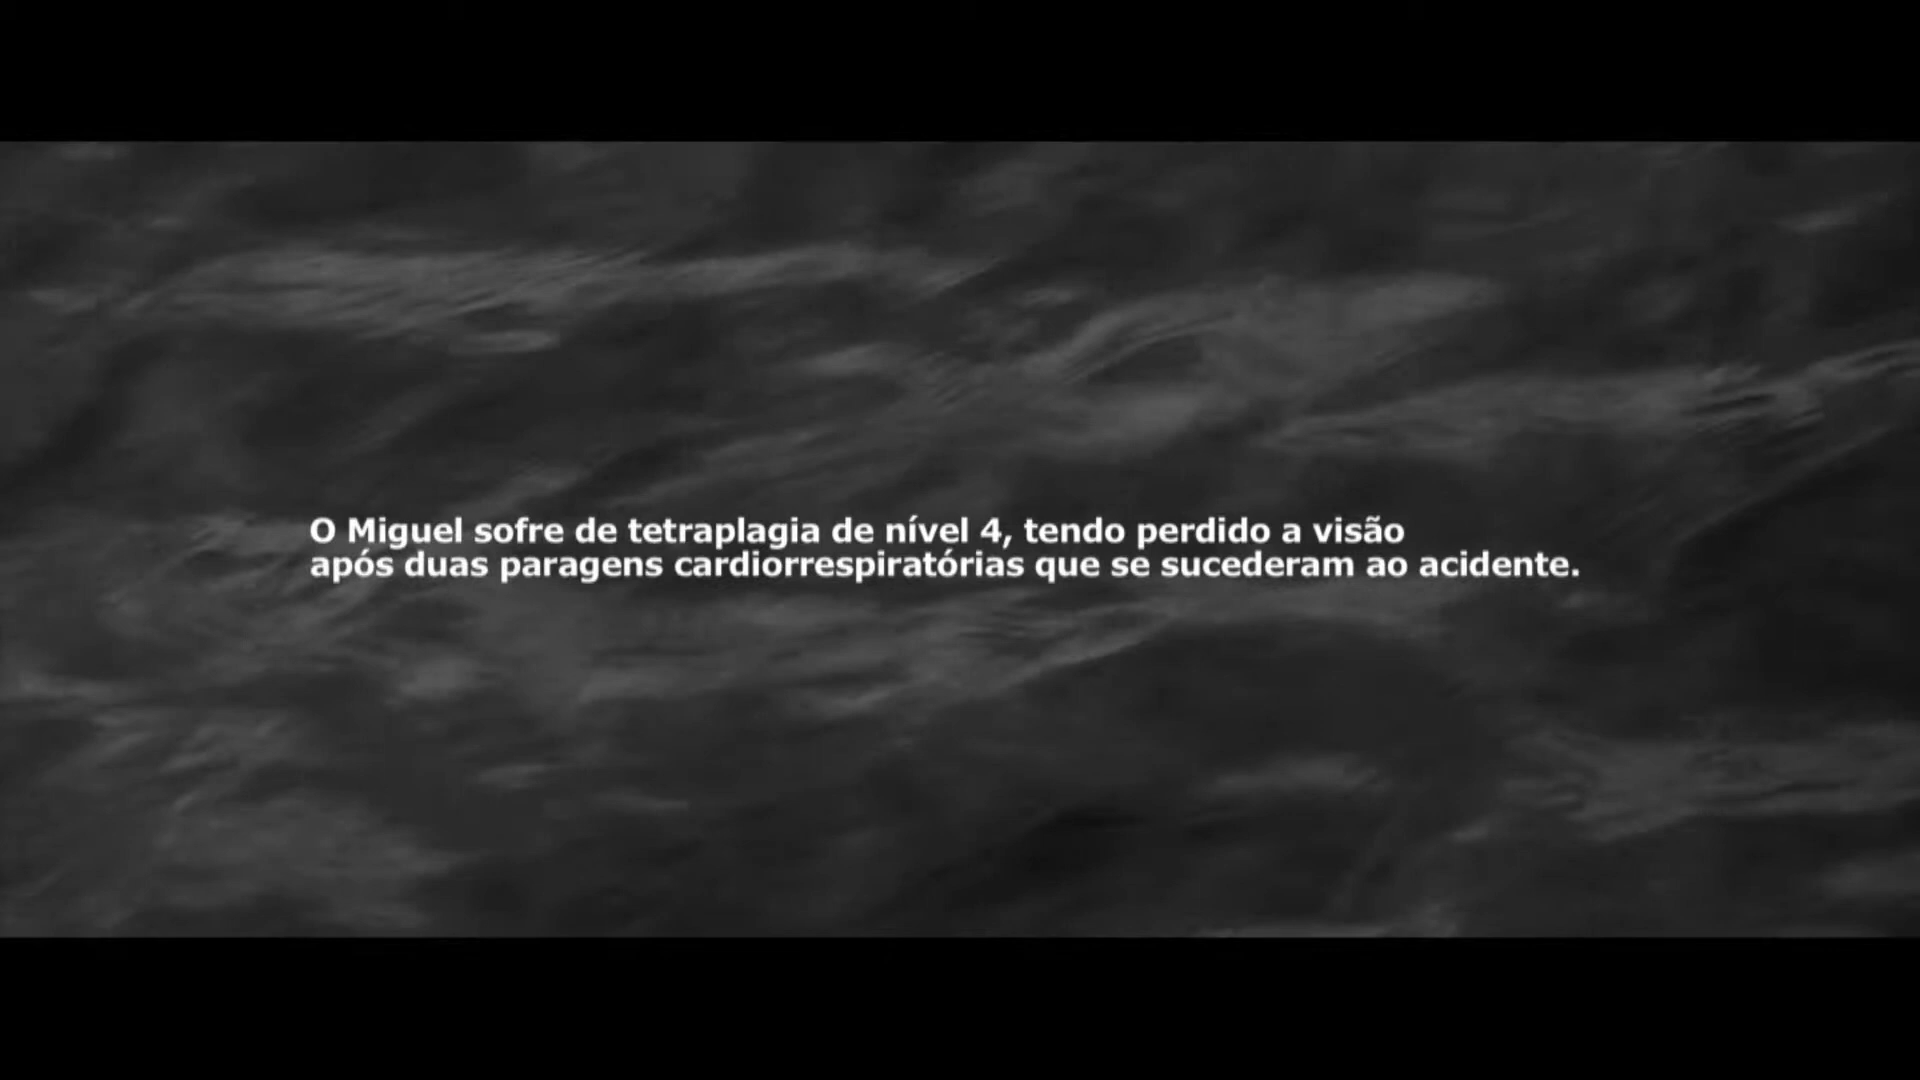 O Miguel sofre de tetraplagia de nível 4, tendo perdido a visão
após duas paragens cardiorrespiratórias que se sucederam ao acidente.